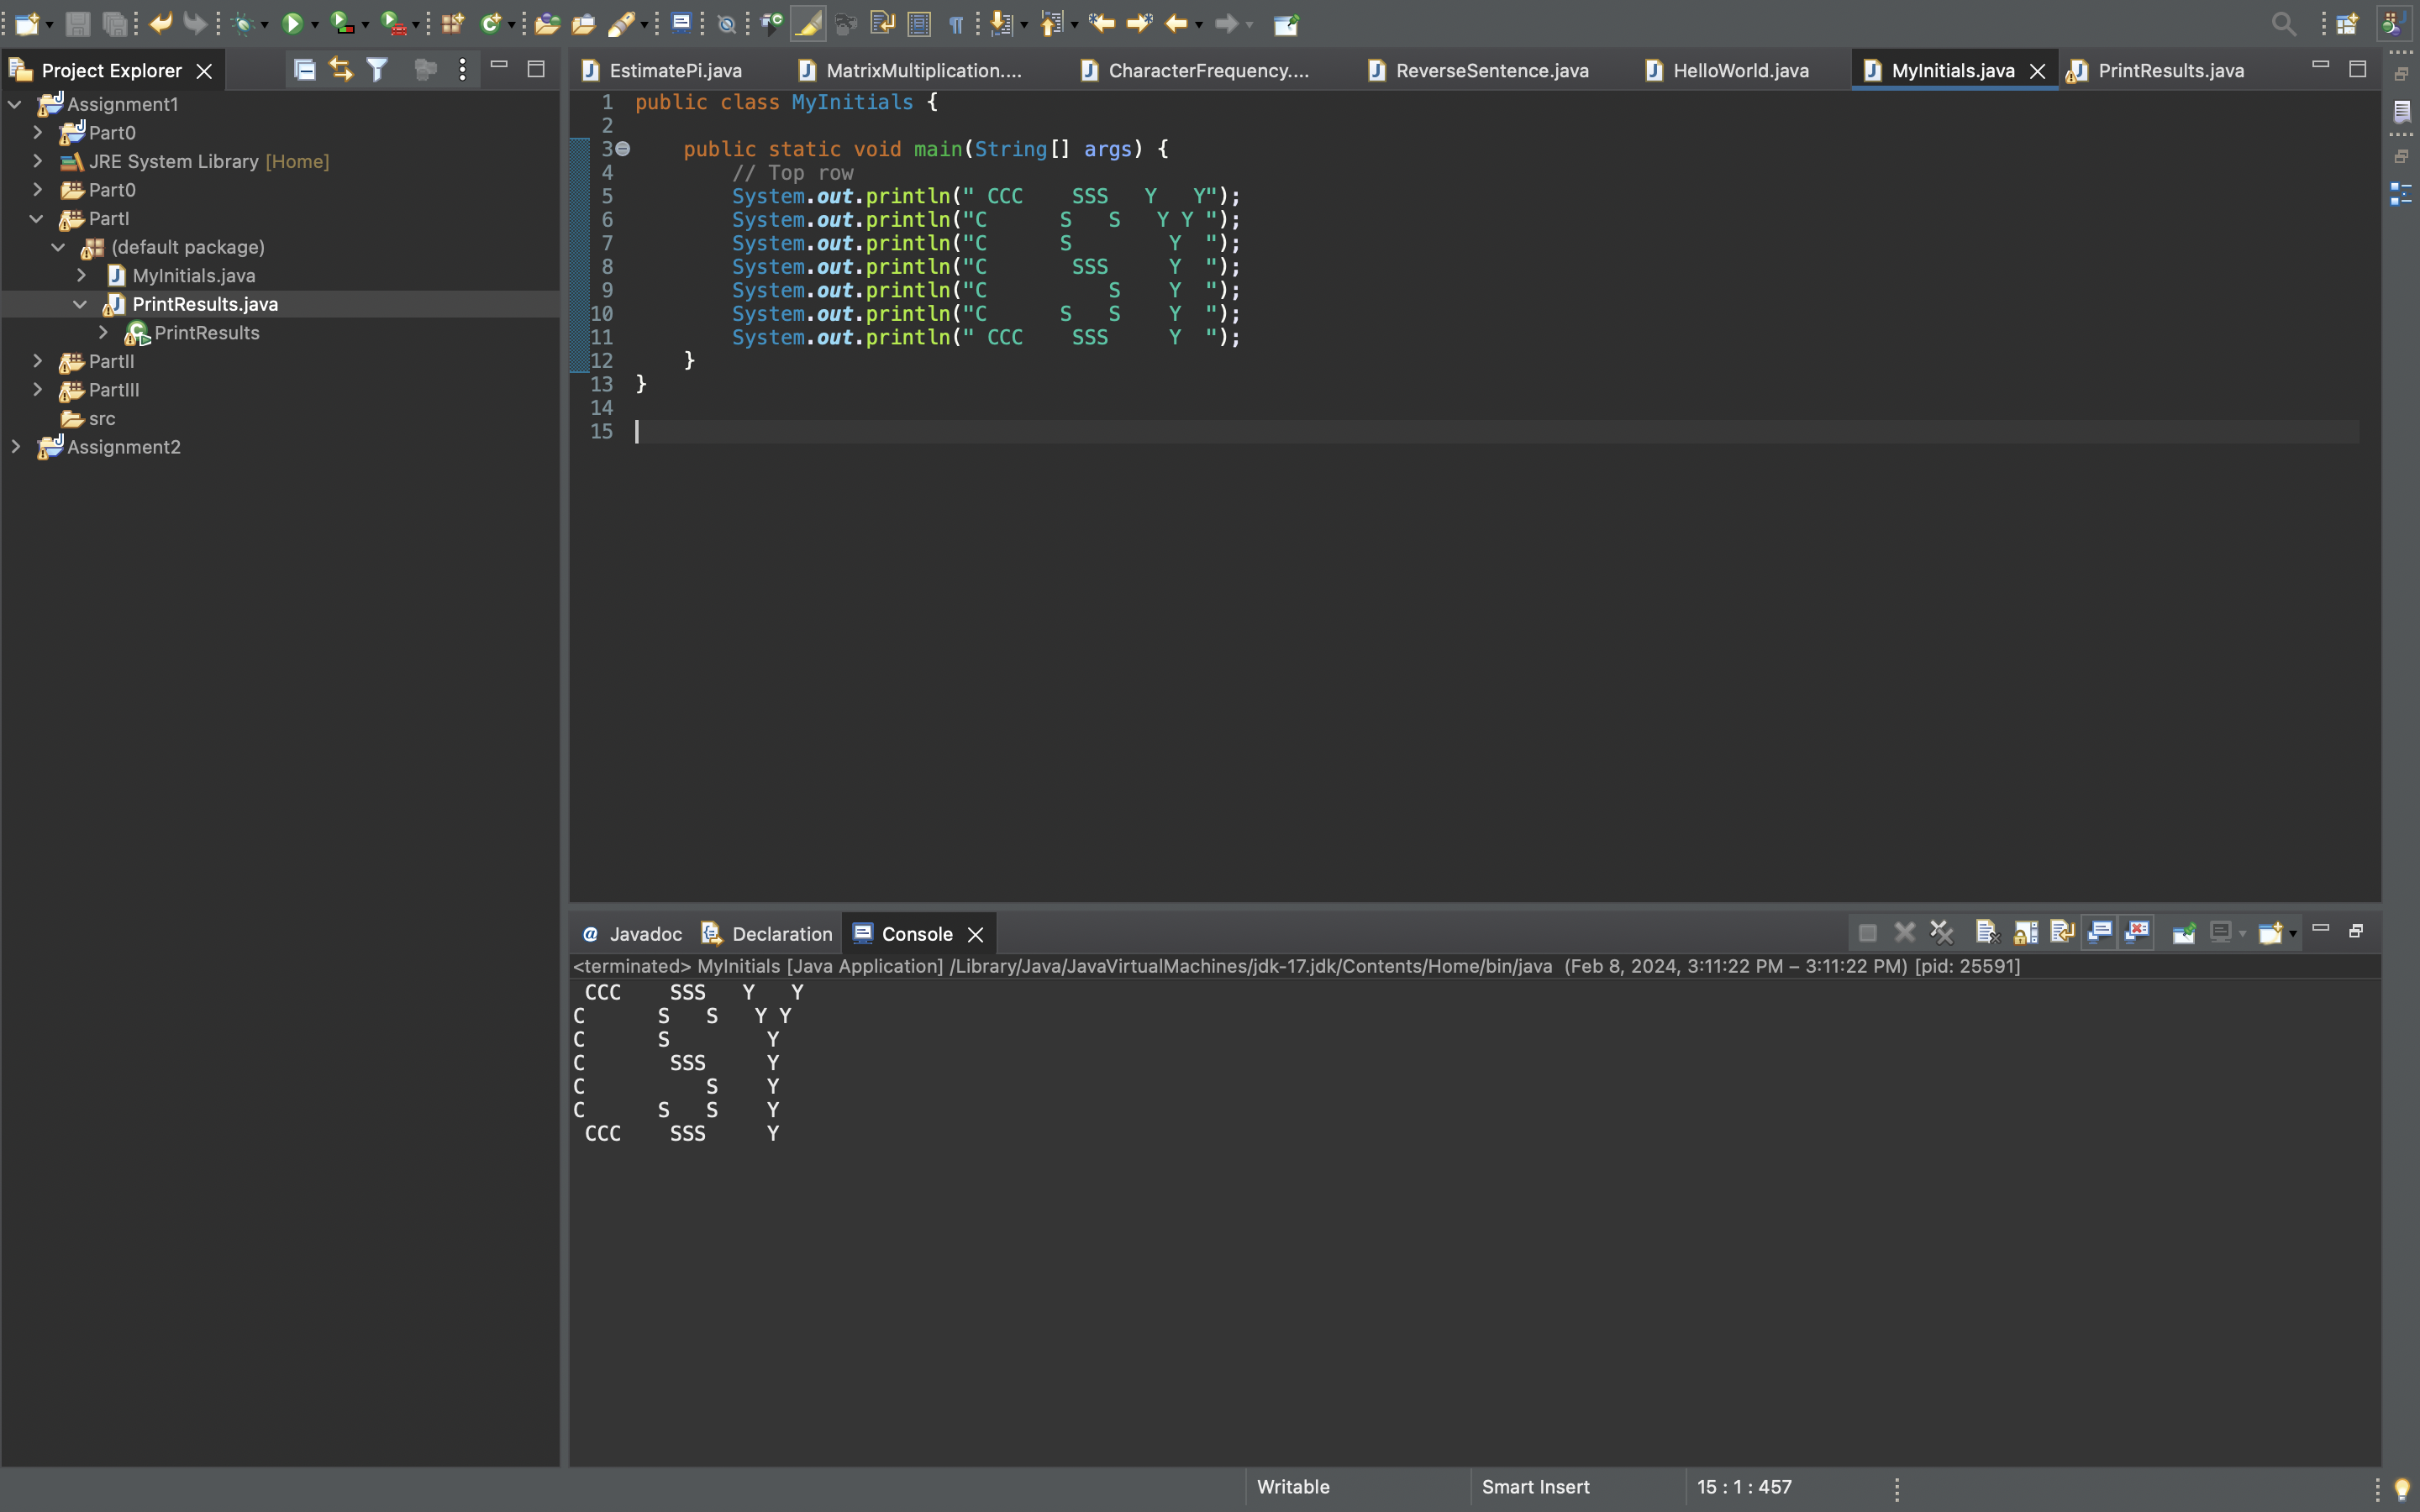 Project Explorer
Assignment1
Part0
JRE System Library [Home]
Part0
PartI
(default package)
MyInitials.java
PrintResults.java
PrintResults
PartII
PartIII
src
Assignment2
EstimatePi.java MatrixMultiplication.... CharacterFrequency.... ReverseSentence.java HelloWorld.java MyInitials.java PrintResults.java
1 public class MyInitials {
2
3     public static void main(String[] args) {
4         // Top row
5         System.out.println(" CCC    SSS   Y   Y");
6         System.out.println("C      S   S   Y Y ");
7         System.out.println("C      S        Y  ");
8         System.out.println("C       SSS     Y  ");
9         System.out.println("C          S    Y  ");
10         System.out.println("C      S   S    Y  ");
11         System.out.println(" CCC    SSS     Y  ");
12     }
13 }
14
15
@ Javadoc Declaration Console
<terminated> MyInitials [Java Application] /Library/Java/JavaVirtualMachines/jdk-17.jdk/Contents/Home/bin/java (Feb 8, 2024, 3:11:22 PM – 3:11:22 PM) [pid: 25591]
 CCC    SSS   Y   Y
C      S   S   Y Y
C      S        Y
C       SSS     Y
C          S    Y
C      S   S    Y
 CCC    SSS     Y
Writable Smart Insert 15 : 1 : 457